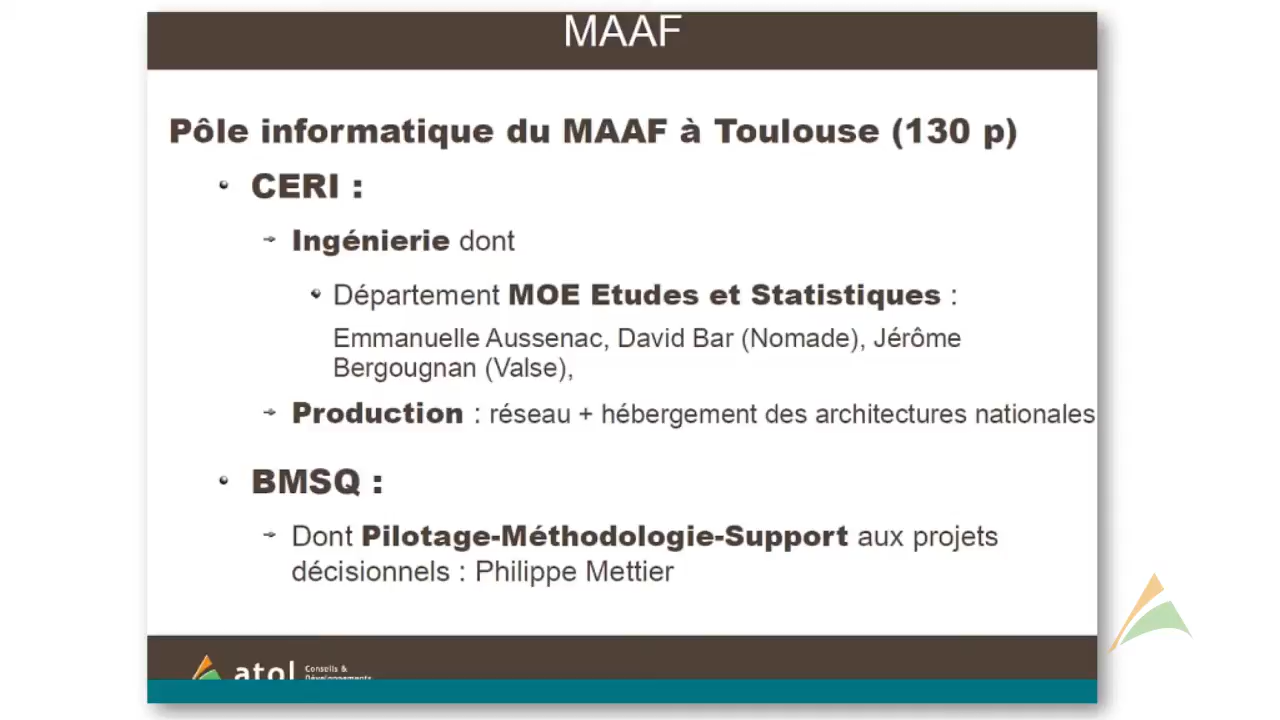 MAAF
Pôle informatique du MAAF à Toulouse (130 p)
• CERI :
→ Ingénierie dont
• Département MOE Etudes et Statistiques :
Emmanuelle Aussenac, David Bar (Nomade), Jérôme
Bergougnan (Valse),
→ Production : réseau + hébergement des architectures nationales
• BMSQ :
→ Dont Pilotage-Méthodologie-Support aux projets
décisionnels : Philippe Mettier
atol Conseils &
Développements